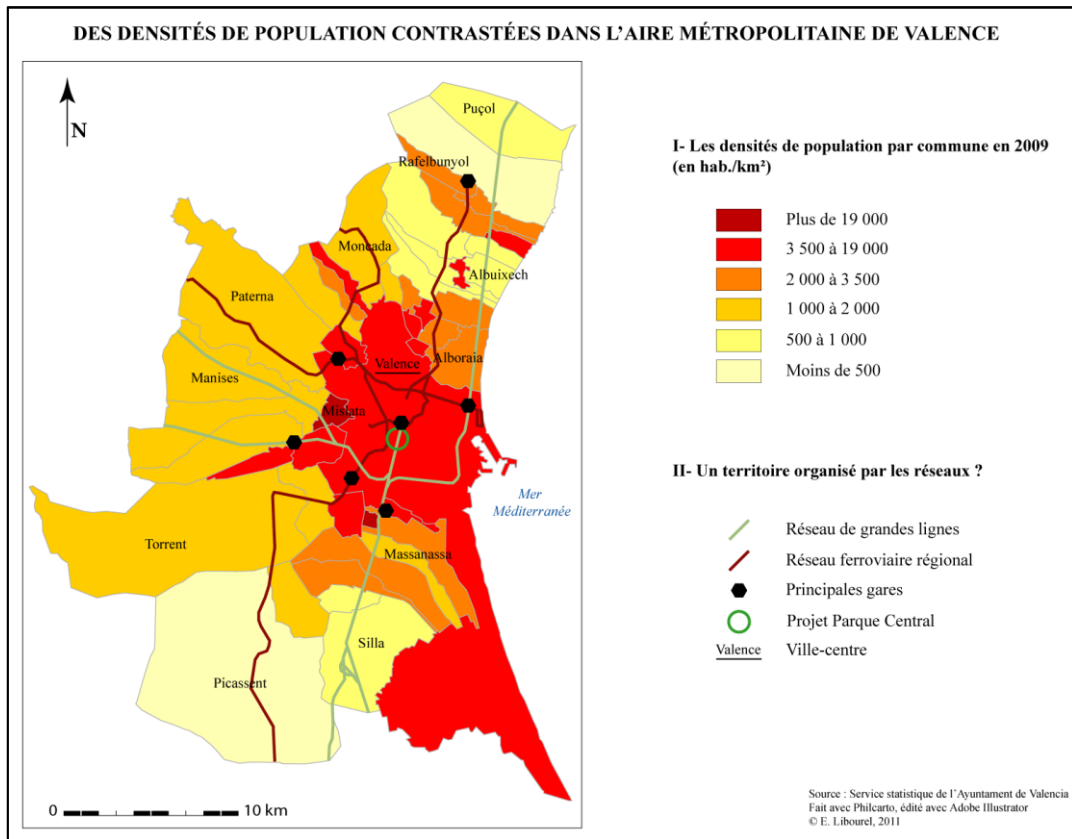 DES DENSITÉS DE POPULATION CONTRASTÉES DANS L'AIRE MÉTROPOLITAINE DE VALENCE
N
Puçol
Rafelbunyol
Moncada
Albuixech
Paterna
Valence
Alboraia
Manises
Mislata
Mer
Méditerranée
Torrent
Massanassa
Silla
Picassent
0 10 km
I- Les densités de population par commune en 2009
(en hab./km²)
Plus de 19 000
3 500 à 19 000
2 000 à 3 500
1 000 à 2 000
500 à 1 000
Moins de 500
II- Un territoire organisé par les réseaux ?
Réseau de grandes lignes
Réseau ferroviaire régional
Principales gares
Projet Parque Central
Valence Ville-centre
Source : Service statistique de l'Ayuntament de Valencia
Fait avec Philcarto, édité avec Adobe Illustrator
© E. Libourel, 2011